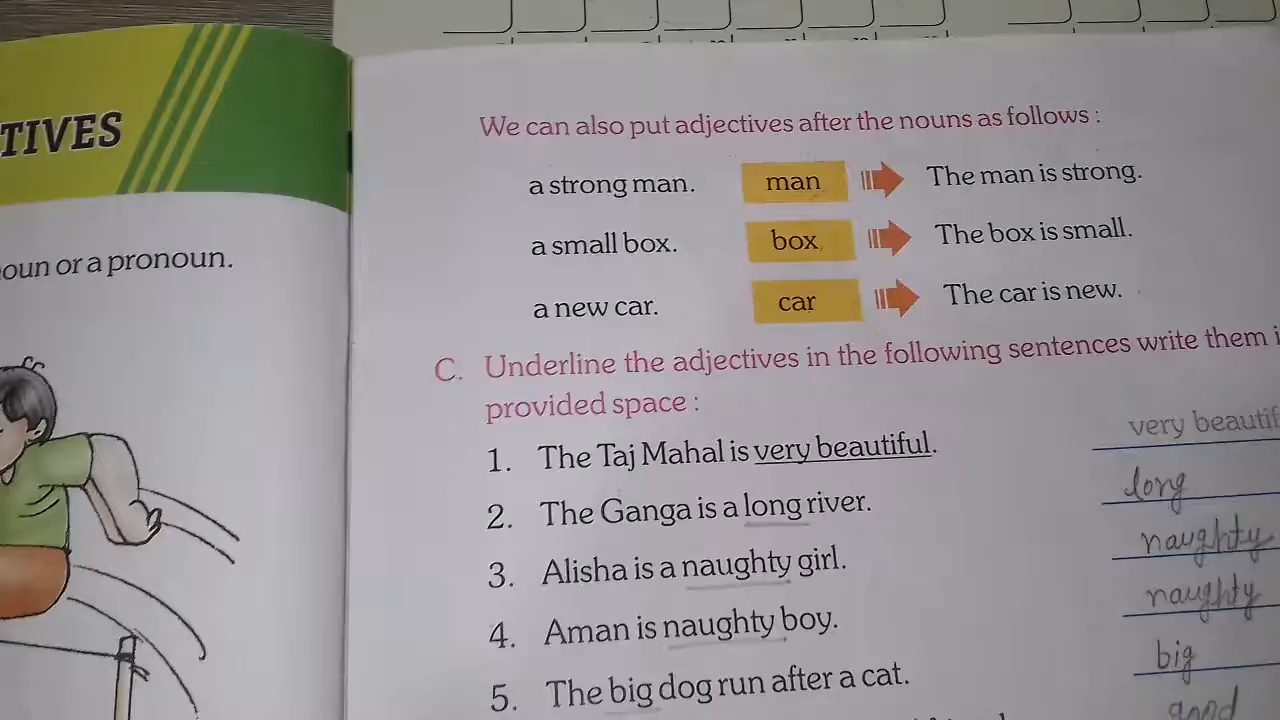 TIVES
oun or a pronoun.
We can also put adjectives after the nouns as follows :
a strong man. man The man is strong.
a small box. box The box is small.
a new car. car The car is new.
C. Underline the adjectives in the following sentences write them i
provided space :
1. The Taj Mahal is very beautiful. very beautif
2. The Ganga is a long river. long
3. Alisha is a naughty girl. naughty
4. Aman is naughty boy. naughty
5. The big dog run after a cat. big
good